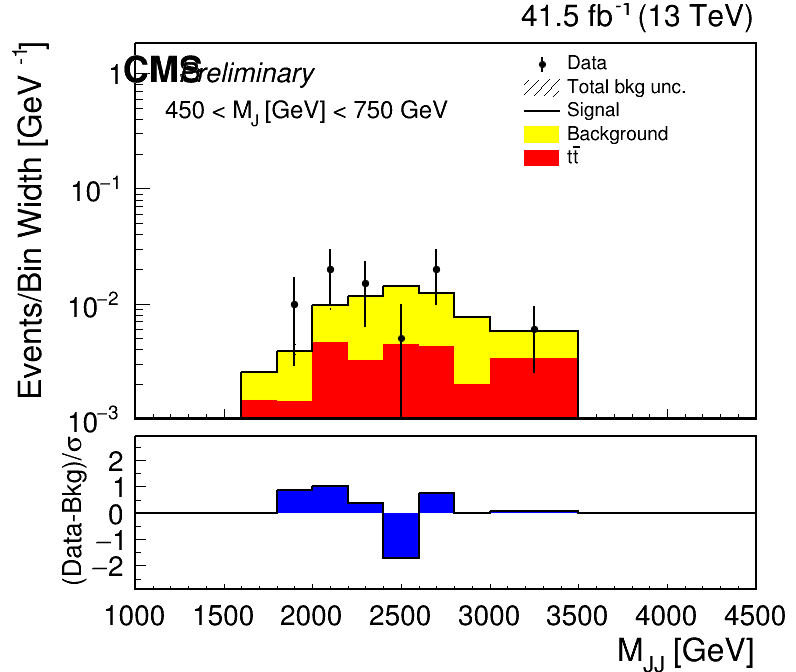 41.5 fb⁻¹ (13 TeV)
CMS Preliminary
450 < M_J [GeV] < 750 GeV
Data
Total bkg unc.
Signal
Background
tt̄
Events/Bin Width [GeV⁻¹]
1
10⁻¹
10⁻²
10⁻³
(Data-Bkg)/σ
2
1
0
−1
−2
1000 1500 2000 2500 3000 3500 4000 4500
M_JJ [GeV]